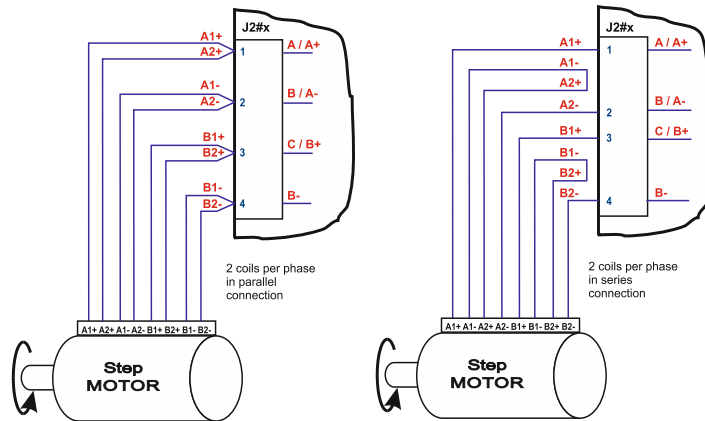 J2#x
A1+
A2+
1
A / A+
A1-
A2-
2
B / A-
B1+
B2+
3
C / B+
B1-
B2-
4
B-
2 coils per phase
in parallel
connection
A1+ A2+ A1- A2- B1+ B2+ B1- B2-
Step
MOTOR
J2#x
A1+
1
A / A+
A1-
A2+
A2-
2
B / A-
B1+
3
C / B+
B1-
B2+
B2-
4
B-
2 coils per phase
in series
connection
A1+ A1- A2+ A2- B1+ B1- B2+ B2-
Step
MOTOR